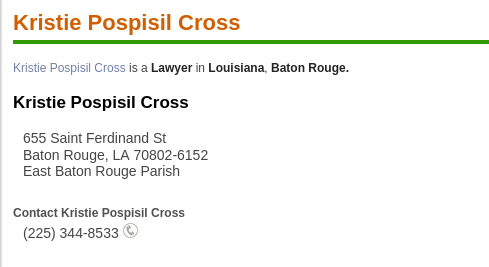 Kristie Pospisil Cross
Kristie Pospisil Cross is a Lawyer in Louisiana, Baton Rouge.
Kristie Pospisil Cross
655 Saint Ferdinand St
Baton Rouge, LA 70802-6152
East Baton Rouge Parish
Contact Kristie Pospisil Cross
(225) 344-8533